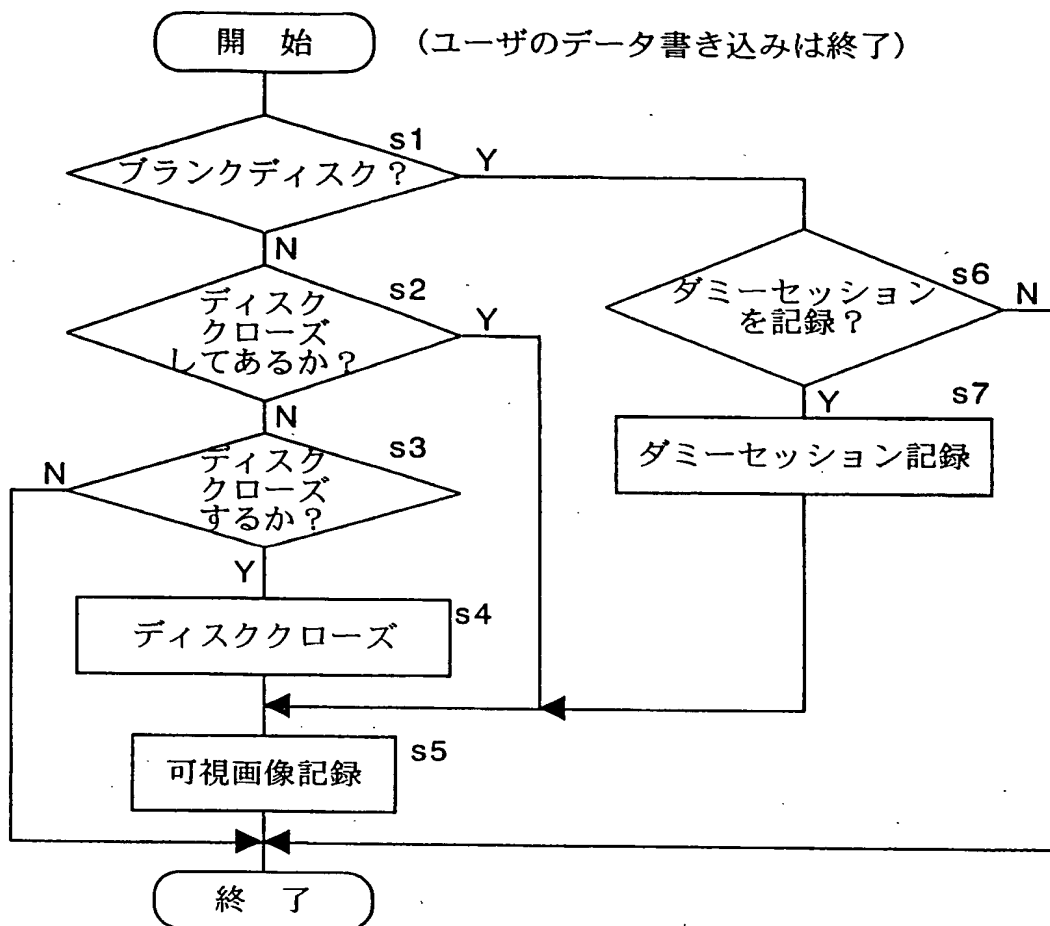 開 始
(ユーザのデータ書き込みは終了)
s1
ブランクディスク?
Y
N
s2
ディスク
クローズ
してあるか?
Y
N
s6
ダミーセッション
を記録?
N
Y
s7
ダミーセッション記録
s3
ディスク
クローズ
するか?
N
Y
s4
ディスククローズ
s5
可視画像記録
終 了